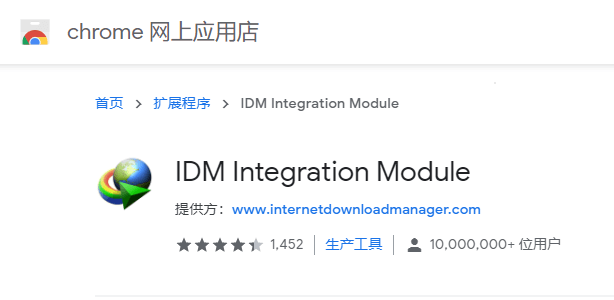 chrome 网上应用店
首页 > 扩展程序 > IDM Integration Module
IDM Integration Module
提供方：www.internetdownloadmanager.com
1,452 生产工具 10,000,000+ 位用户